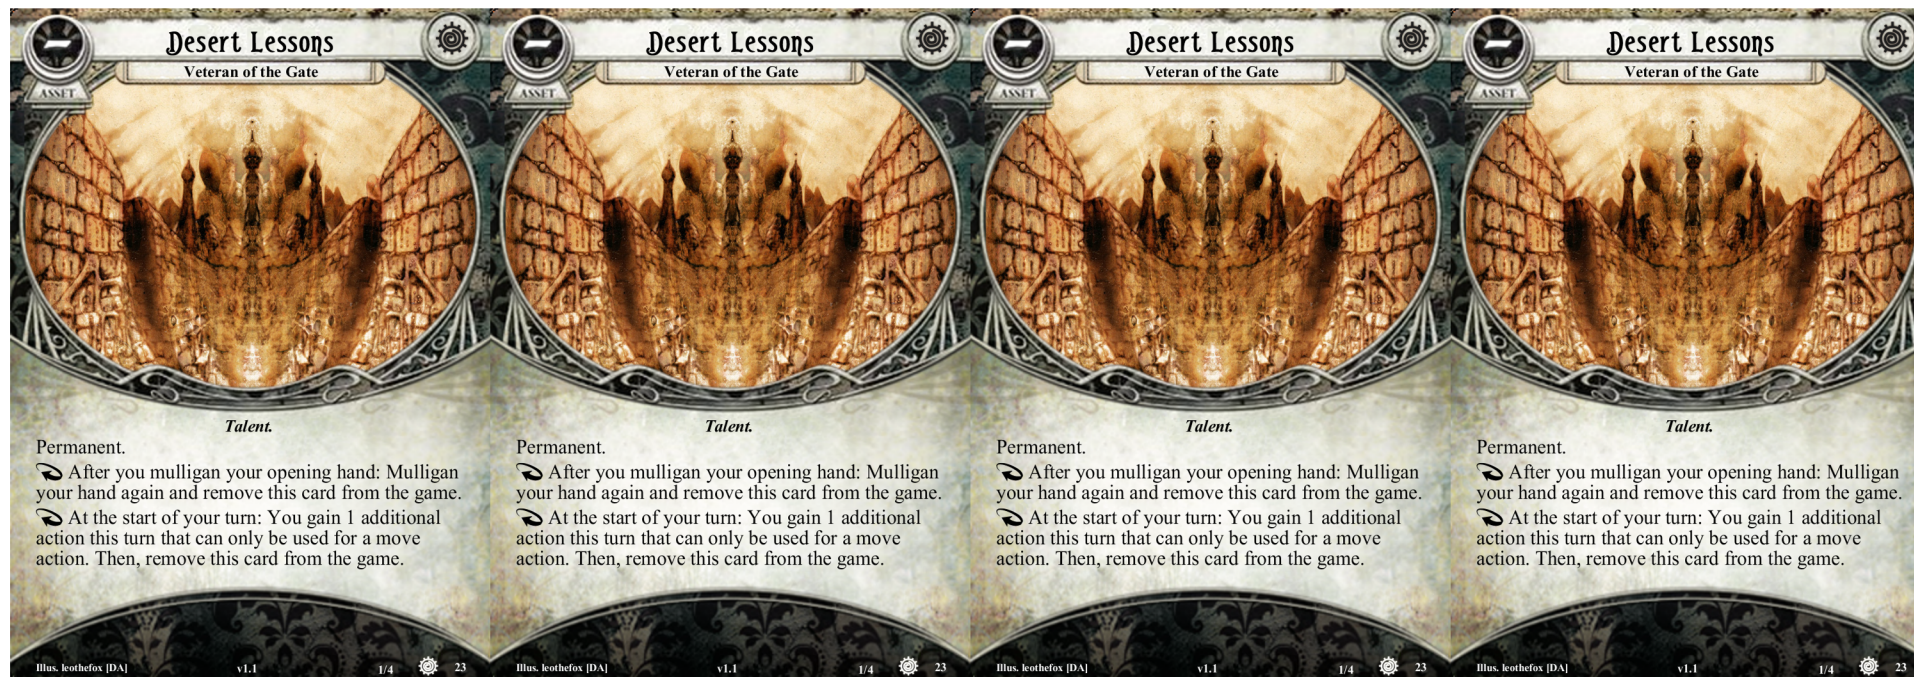 Desert Lessons
Veteran of the Gate
ASSET
Talent.
Permanent.
After you mulligan your opening hand: Mulligan
your hand again and remove this card from the game.
At the start of your turn: You gain 1 additional
action this turn that can only be used for a move
action. Then, remove this card from the game.
Illus. leothefox [DA]
v1.1
1/4
23
Desert Lessons
Veteran of the Gate
ASSET
Talent.
Permanent.
After you mulligan your opening hand: Mulligan
your hand again and remove this card from the game.
At the start of your turn: You gain 1 additional
action this turn that can only be used for a move
action. Then, remove this card from the game.
Illus. leothefox [DA]
v1.1
1/4
23
Desert Lessons
Veteran of the Gate
ASSET
Talent.
Permanent.
After you mulligan your opening hand: Mulligan
your hand again and remove this card from the game.
At the start of your turn: You gain 1 additional
action this turn that can only be used for a move
action. Then, remove this card from the game.
Illus. leothefox [DA]
v1.1
1/4
23
Desert Lessons
Veteran of the Gate
ASSET
Talent.
Permanent.
After you mulligan your opening hand: Mulligan
your hand again and remove this card from the game.
At the start of your turn: You gain 1 additional
action this turn that can only be used for a move
action. Then, remove this card from the game.
Illus. leothefox [DA]
v1.1
1/4
23